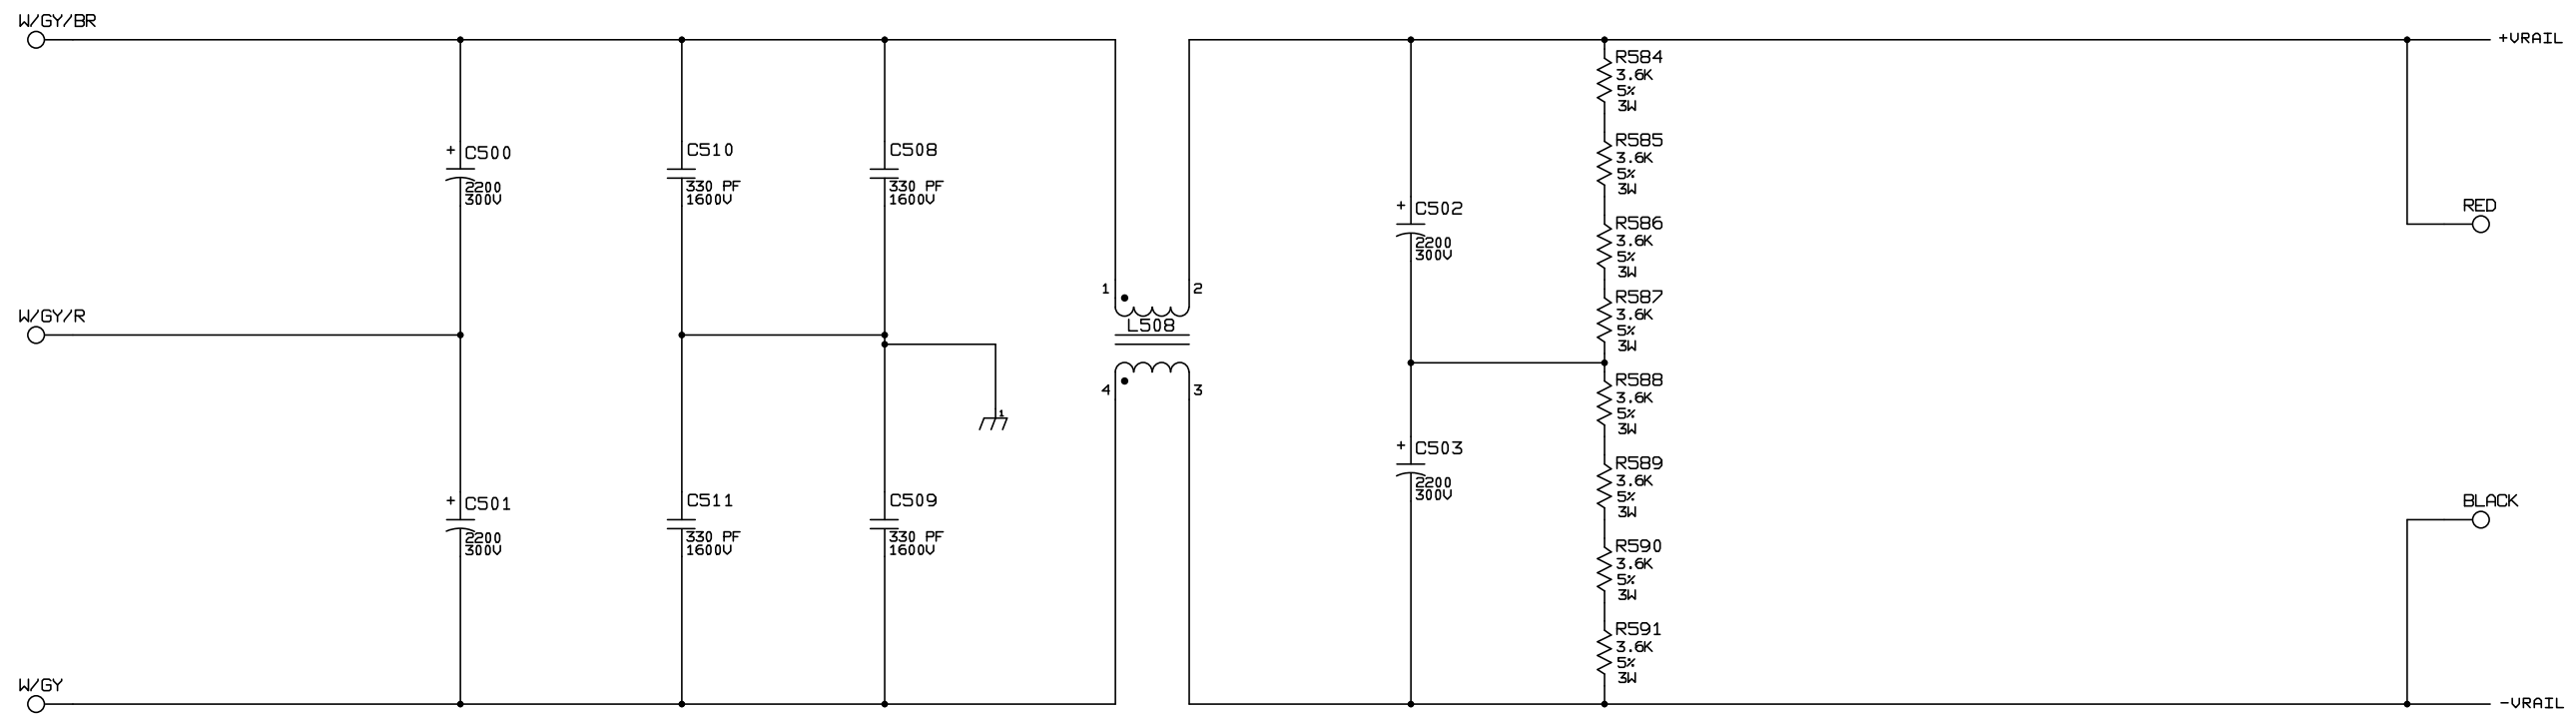 W/GY/BR
+VRAIL
R584
3.6K
5%
3W
C500
+
2200
300V
C510
330 PF
1600V
C508
330 PF
1600V
R585
3.6K
5%
3W
+
C502
2200
300V
R586
3.6K
5%
3W
RED
W/GY/R
1
2
L508
4
3
1
R587
3.6K
5%
3W
R588
3.6K
5%
3W
+
C503
2200
300V
R589
3.6K
5%
3W
+
C501
2200
300V
C511
330 PF
1600V
C509
330 PF
1600V
BLACK
R590
3.6K
5%
3W
R591
3.6K
5%
3W
W/GY
-VRAIL